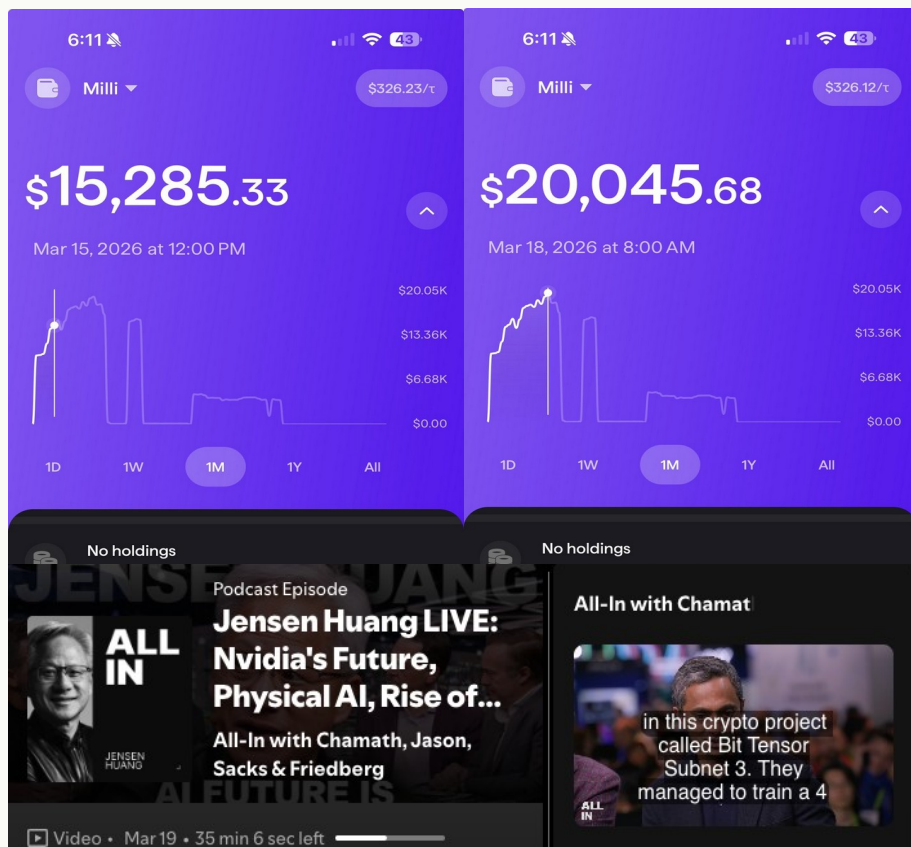 6:11
43
Milli
$326.23/τ
$15,285.33
Mar 15, 2026 at 12:00 PM
$20.05K
$13.36K
$6.68K
$0.00
1D 1W 1M 1Y All
No holdings
6:11
43
Milli
$326.12/τ
$20,045.68
Mar 18, 2026 at 8:00 AM
$20.05K
$13.36K
$6.68K
$0.00
1D 1W 1M 1Y All
No holdings
JENSEN HUANG
ALL
IN
JENSEN
HUANG
Podcast Episode
Jensen Huang LIVE:
Nvidia's Future,
Physical AI, Rise of...
All-In with Chamath, Jason,
Sacks & Friedberg
AI FUTURE IS
Video • Mar 19 • 35 min 6 sec left
All-In with Chamat
in this crypto project
called Bit Tensor
Subnet 3. They
managed to train a 4
ALL
IN